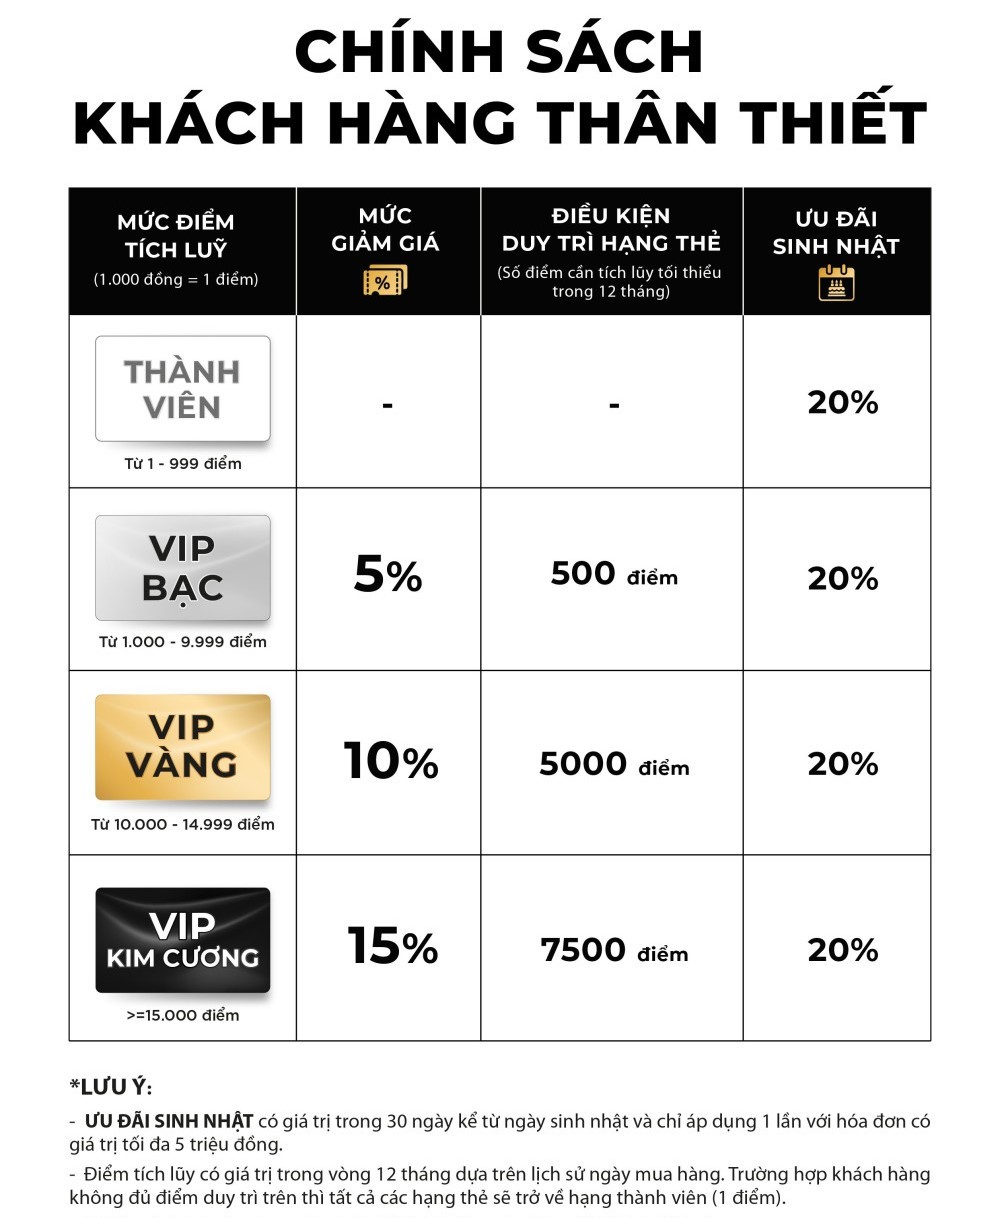 CHÍNH SÁCH
KHÁCH HÀNG THÂN THIẾT
MỨC ĐIỂM
TÍCH LUỸ
(1.000 đồng = 1 điểm)
MỨC
GIẢM GIÁ
%
ĐIỀU KIỆN
DUY TRÌ HẠNG THẺ
(Số điểm cần tích lũy tối thiểu
trong 12 tháng)
ƯU ĐÃI
SINH NHẬT
THÀNH
VIÊN
Từ 1 - 999 điểm
-
-
20%
VIP
BẠC
Từ 1.000 - 9.999 điểm
5%
500 điểm
20%
VIP
VÀNG
Từ 10.000 - 14.999 điểm
10%
5000 điểm
20%
VIP
KIM CƯƠNG
>=15.000 điểm
15%
7500 điểm
20%
*LƯU Ý:
- ƯU ĐÃI SINH NHẬT có giá trị trong 30 ngày kể từ ngày sinh nhật và chỉ áp dụng 1 lần với hóa đơn có
giá trị tối đa 5 triệu đồng.
- Điểm tích lũy có giá trị trong vòng 12 tháng dựa trên lịch sử ngày mua hàng. Trường hợp khách hàng
không đủ điểm duy trì trên thì tất cả các hạng thẻ sẽ trở về hạng thành viên (1 điểm).